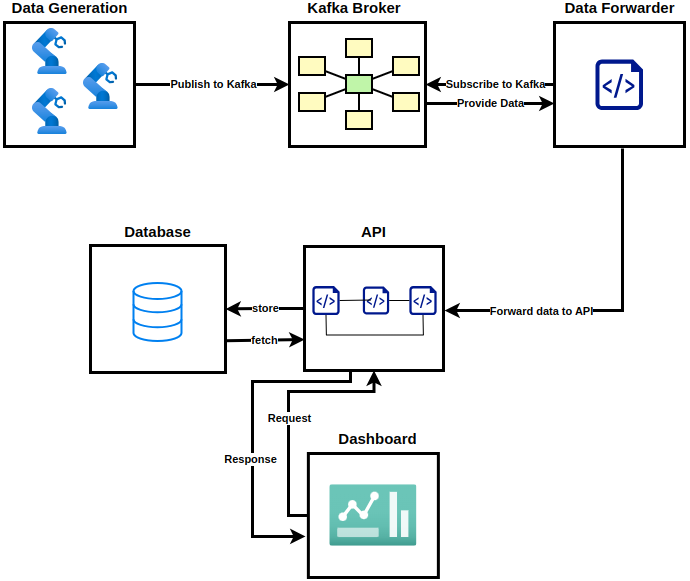 Data Generation
Kafka Broker
Data Forwarder
Publish to Kafka
Subscribe to Kafka
Provide Data
Database
API
store
fetch
Forward data to API
Request
Response
Dashboard